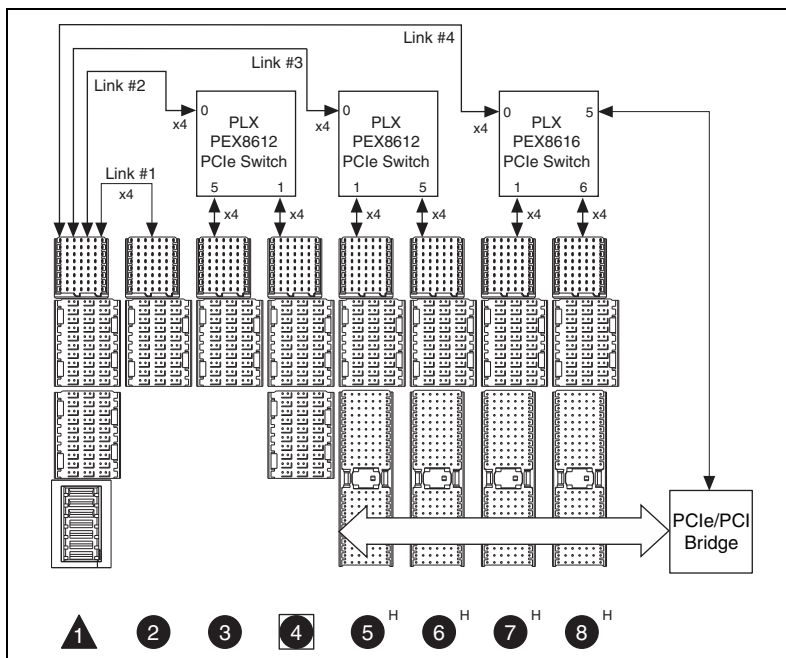 Link #4
Link #3
Link #2
0
x4
PLX
PEX8612
PCIe Switch
5
1
0
x4
PLX
PEX8612
PCIe Switch
1
5
0
5
x4
PLX
PEX8616
PCIe Switch
1
6
Link #1
x4
x4
x4
x4
x4
x4
x4
PCIe/PCI
Bridge
1
2
3
4
5 H
6 H
7 H
8 H